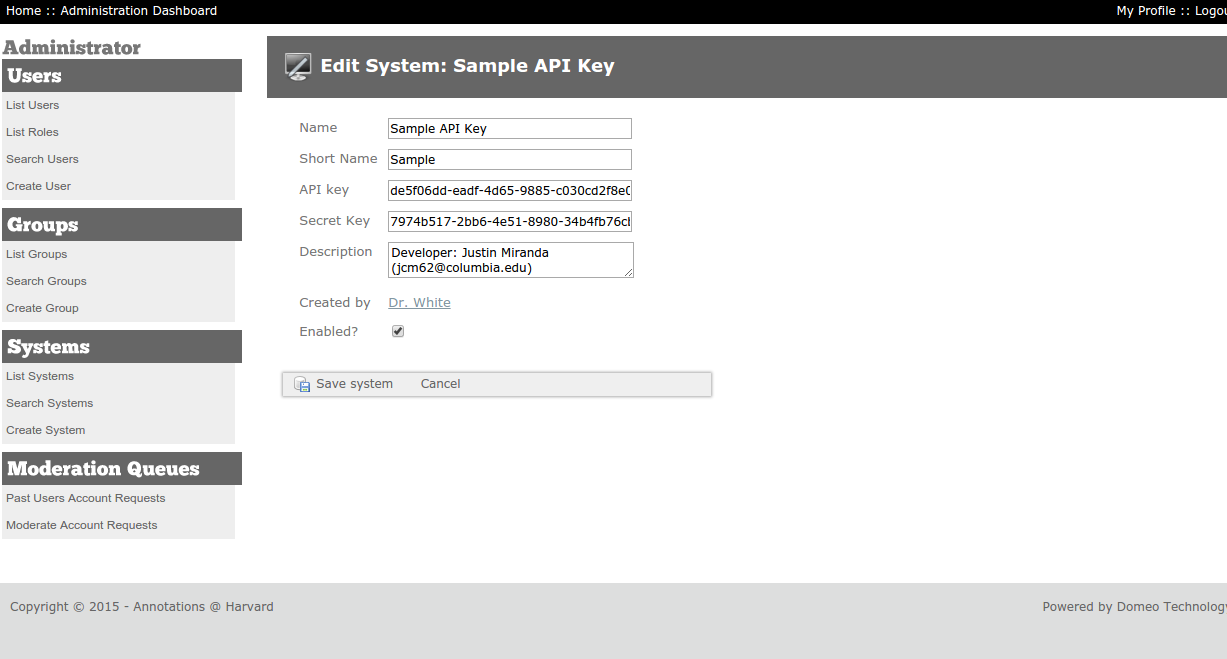 Home :: Administration Dashboard
My Profile :: Logou
Administrator
Users
List Users
List Roles
Search Users
Create User
Groups
List Groups
Search Groups
Create Group
Systems
List Systems
Search Systems
Create System
Moderation Queues
Past Users Account Requests
Moderate Account Requests
Edit System: Sample API Key
Name Sample API Key
Short Name Sample
API key de5f06dd-eadf-4d65-9885-c030cd2f8e0
Secret Key 7974b517-2bb6-4e51-8980-34b4fb76cb
Description Developer: Justin Miranda
(jcm62@columbia.edu)
Created by Dr. White
Enabled?
Save system Cancel
Copyright © 2015 - Annotations @ Harvard
Powered by Domeo Technology